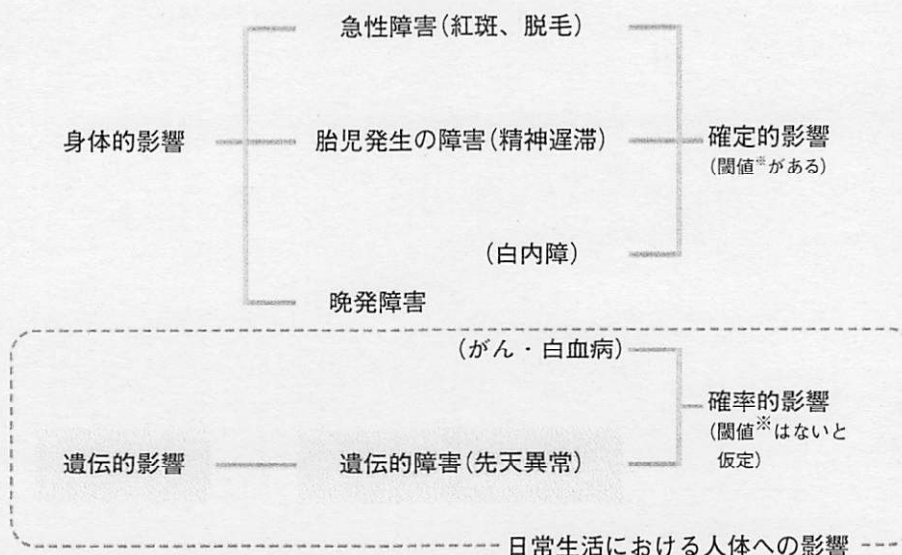 急性障害(紅斑、脱毛)
身体的影響
胎児発生の障害(精神遅滞)
確定的影響
(閾値※がある)
(白内障)
晩発障害
(がん・白血病)
確率的影響
(閾値※はないと
仮定)
遺伝的影響
遺伝的障害(先天異常)
日常生活における人体への影響